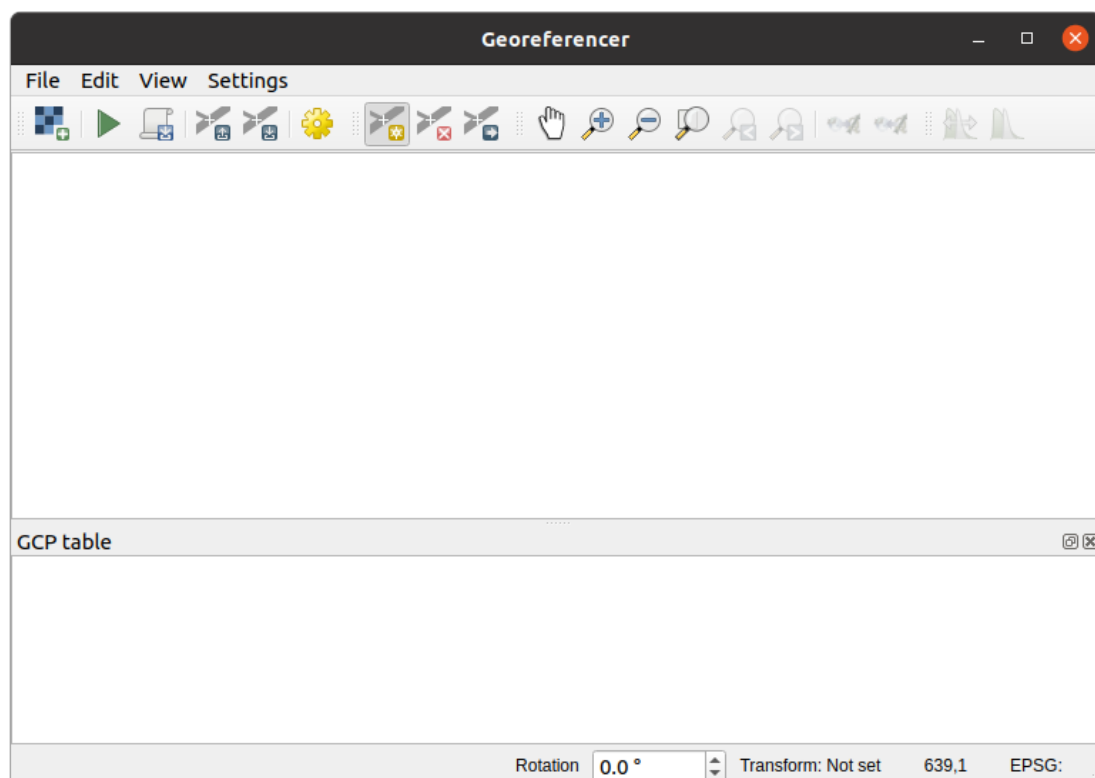 Georeferencer
File Edit View Settings
GCP table
Rotation 0.0 ° Transform: Not set 639,1 EPSG: